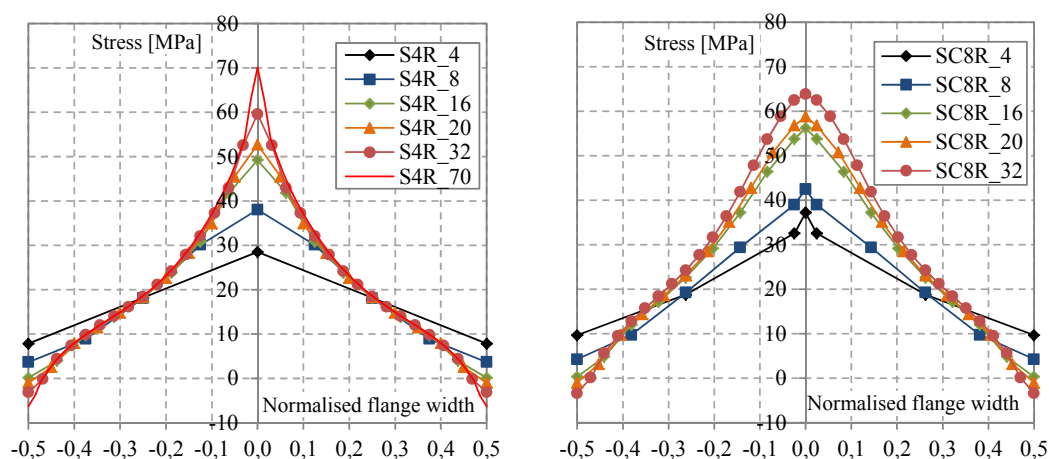 80
Stress [MPa]
70
60
50
40
30
20
10
0
-10
S4R_4
S4R_8
S4R_16
S4R_20
S4R_32
S4R_70
Normalised flange width
-0,5 -0,4 -0,3 -0,2 -0,1 0,0 0,1 0,2 0,3 0,4 0,5
80
Stress [MPa]
70
60
50
40
30
20
10
0
-10
SC8R_4
SC8R_8
SC8R_16
SC8R_20
SC8R_32
Normalised flange width
-0,5 -0,4 -0,3 -0,2 -0,1 0,0 0,1 0,2 0,3 0,4 0,5